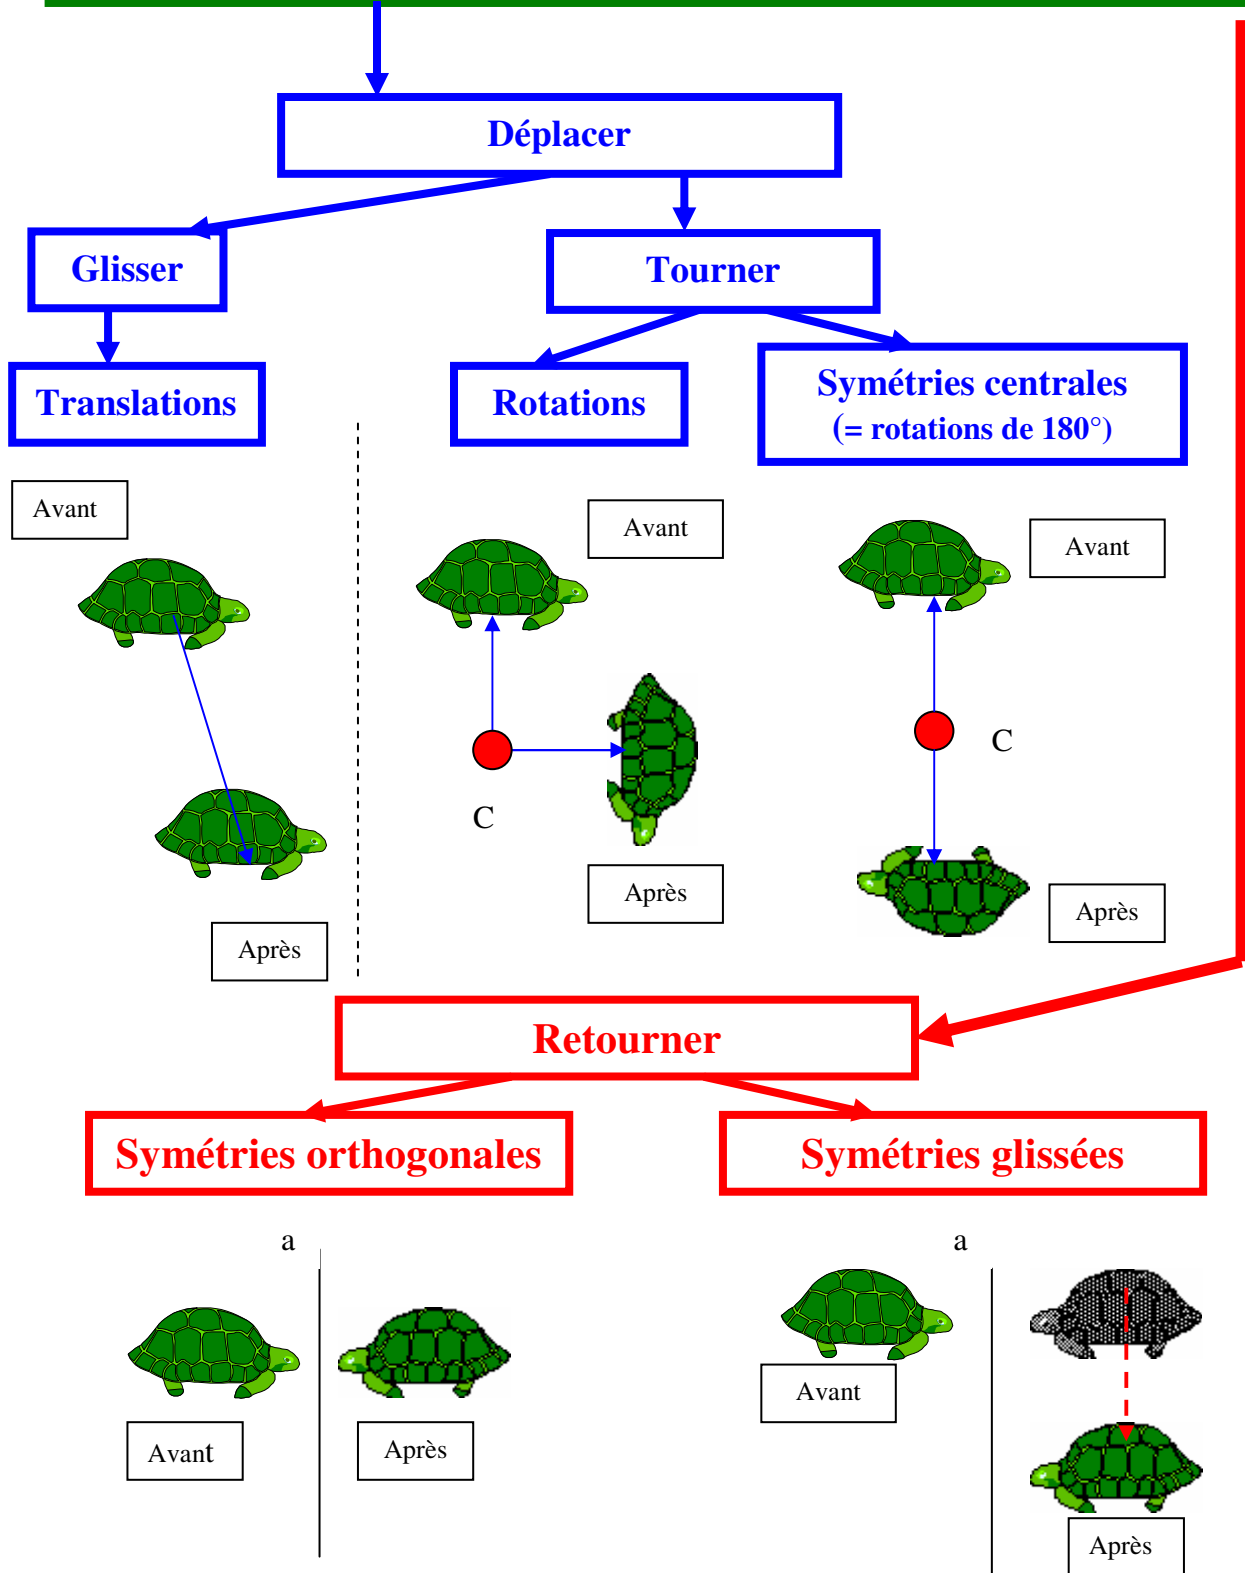 Déplacer
Glisser
Tourner
Translations
Rotations
Symétries centrales
(= rotations de 180°)
Avant
Avant
Avant
C
C
Après
Après
Après
Retourner
Symétries orthogonales
Symétries glissées
a
a
Avant
Après
Avant
Après